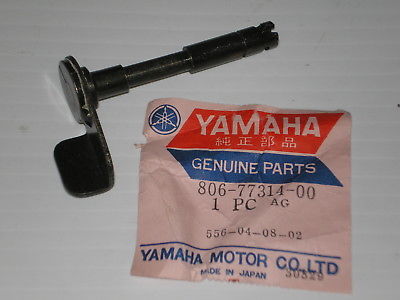 YAMAHA
純正部品
GENUINE PARTS
806-77314-00
1 PC AG
556-04-08-02
YAMAHA MOTOR CO.,LTD
MADE IN JAPAN 30529